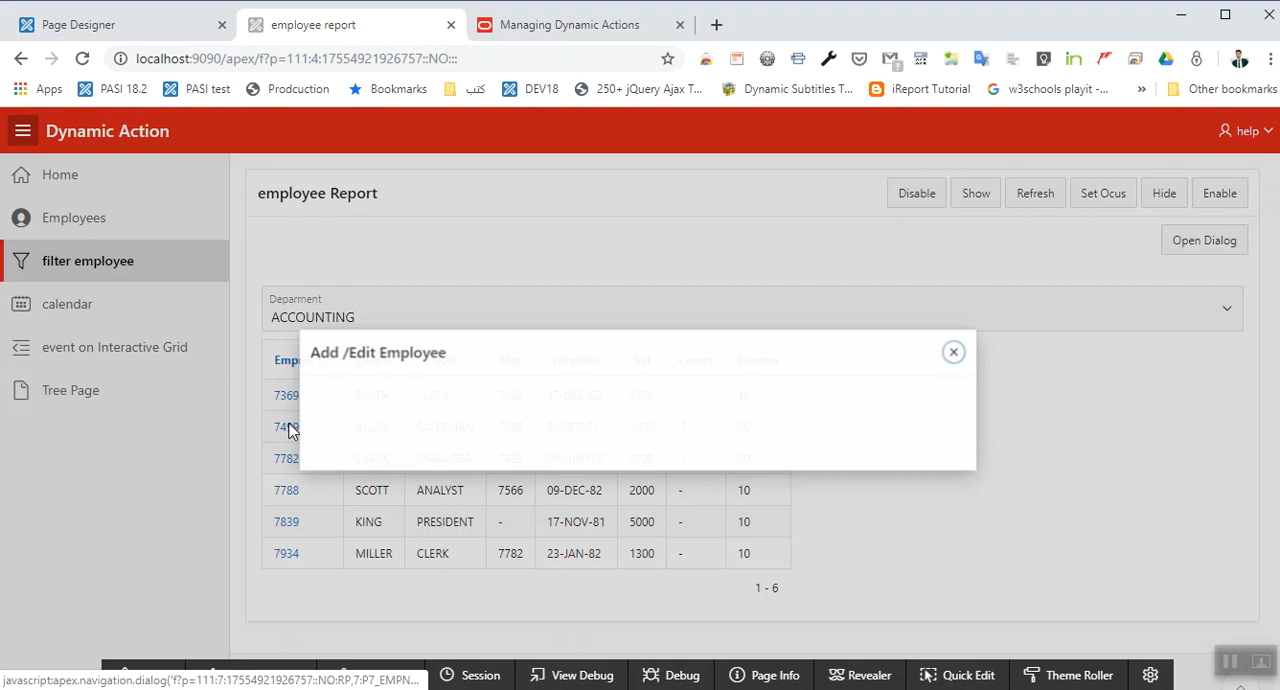 Page Designer
employee report
Managing Dynamic Actions
localhost:9090/apex/f?p=111:4:17554921926757::NO:::
Apps
PASI 18.2
PASI test
Prdouction
Bookmarks
كتب
DEV18
250+ jQuery Ajax T...
Dynamic Subtitles T...
iReport Tutorial
w3schools playit -...
»
Other bookmarks
Dynamic Action
help
Home
Employees
filter employee
calendar
event on Interactive Grid
Tree Page
employee Report
Disable
Show
Refresh
Set Ocus
Hide
Enable
Open Dialog
Deparment
ACCOUNTING
Add /Edit Employee
Emp
7369
7782
7788 SCOTT ANALYST 7566 09-DEC-82 2000 - 10
7839 KING PRESIDENT - 17-NOV-81 5000 - 10
7934 MILLER CLERK 7782 23-JAN-82 1300 - 10
1 - 6
Session
View Debug
Debug
Page Info
Revealer
Quick Edit
Theme Roller
javascript:apex.navigation.dialog('f?p=111:7:17554921926757::NO:RP,7:P7_EMPN...